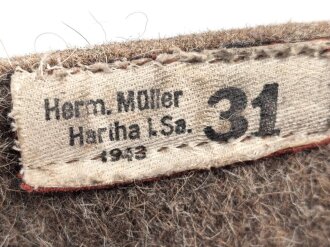 Herm. Müller 31
Hartha i. Sa.
1943